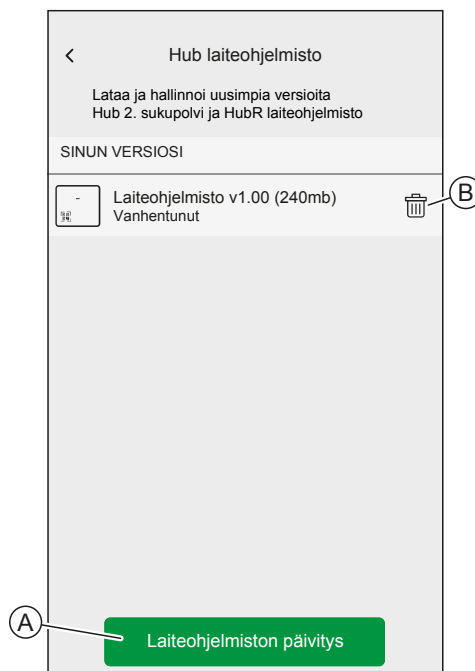 Hub laiteohjelmisto
Lataa ja hallinnoi uusimpia versioita
Hub 2. sukupolvi ja HubR laiteohjelmisto
SINUN VERSIOSI
Laiteohjelmisto v1.00 (240mb)
Vanhentunut
B
A
Laiteohjelmiston päivitys